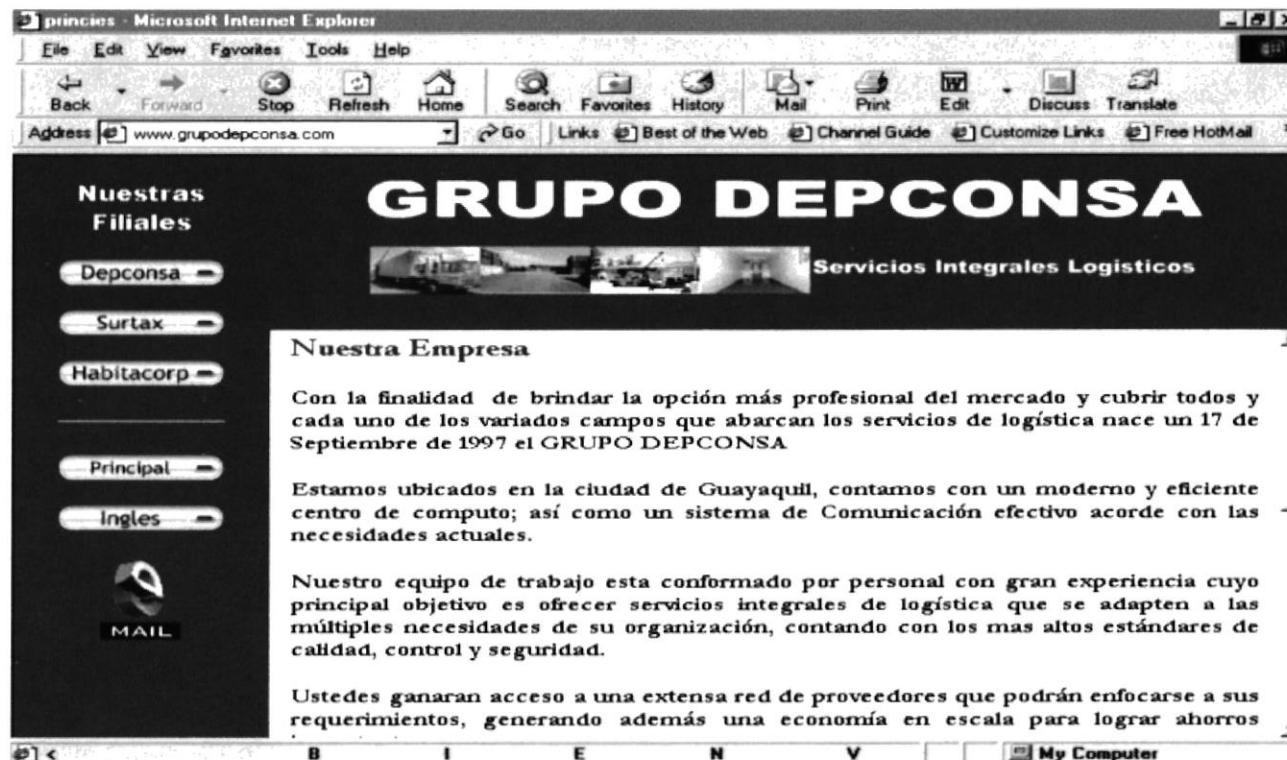 princies - Microsoft Internet Explorer
File Edit View Favorites Tools Help
Back Forward Stop Refresh Home Search Favorites History Mail Print Edit Discuss Translate
Address www.grupodepconsa.com Go Links Best of the Web Channel Guide Customize Links Free HotMail
Nuestras
Filiales
Depconsa
Surtax
Habitacorp
Principal
Ingles
MAIL
GRUPO DEPCONSA
Servicios Integrales Logisticos
Nuestra Empresa
Con la finalidad de brindar la opción más profesional del mercado y cubrir todos y
cada uno de los variados campos que abarcan los servicios de logística nace un 17 de
Septiembre de 1997 el GRUPO DEPCONSA
Estamos ubicados en la ciudad de Guayaquil, contamos con un moderno y eficiente
centro de computo; así como un sistema de Comunicación efectivo acorde con las
necesidades actuales.
Nuestro equipo de trabajo esta conformado por personal con gran experiencia cuyo
principal objetivo es ofrecer servicios integrales de logística que se adapten a las
múltiples necesidades de su organización, contando con los mas altos estándares de
calidad, control y seguridad.
Ustedes ganaran acceso a una extensa red de proveedores que podrán enfocarse a sus
requerimientos, generando además una economía en escala para lograr ahorros
< B I E N V My Computer